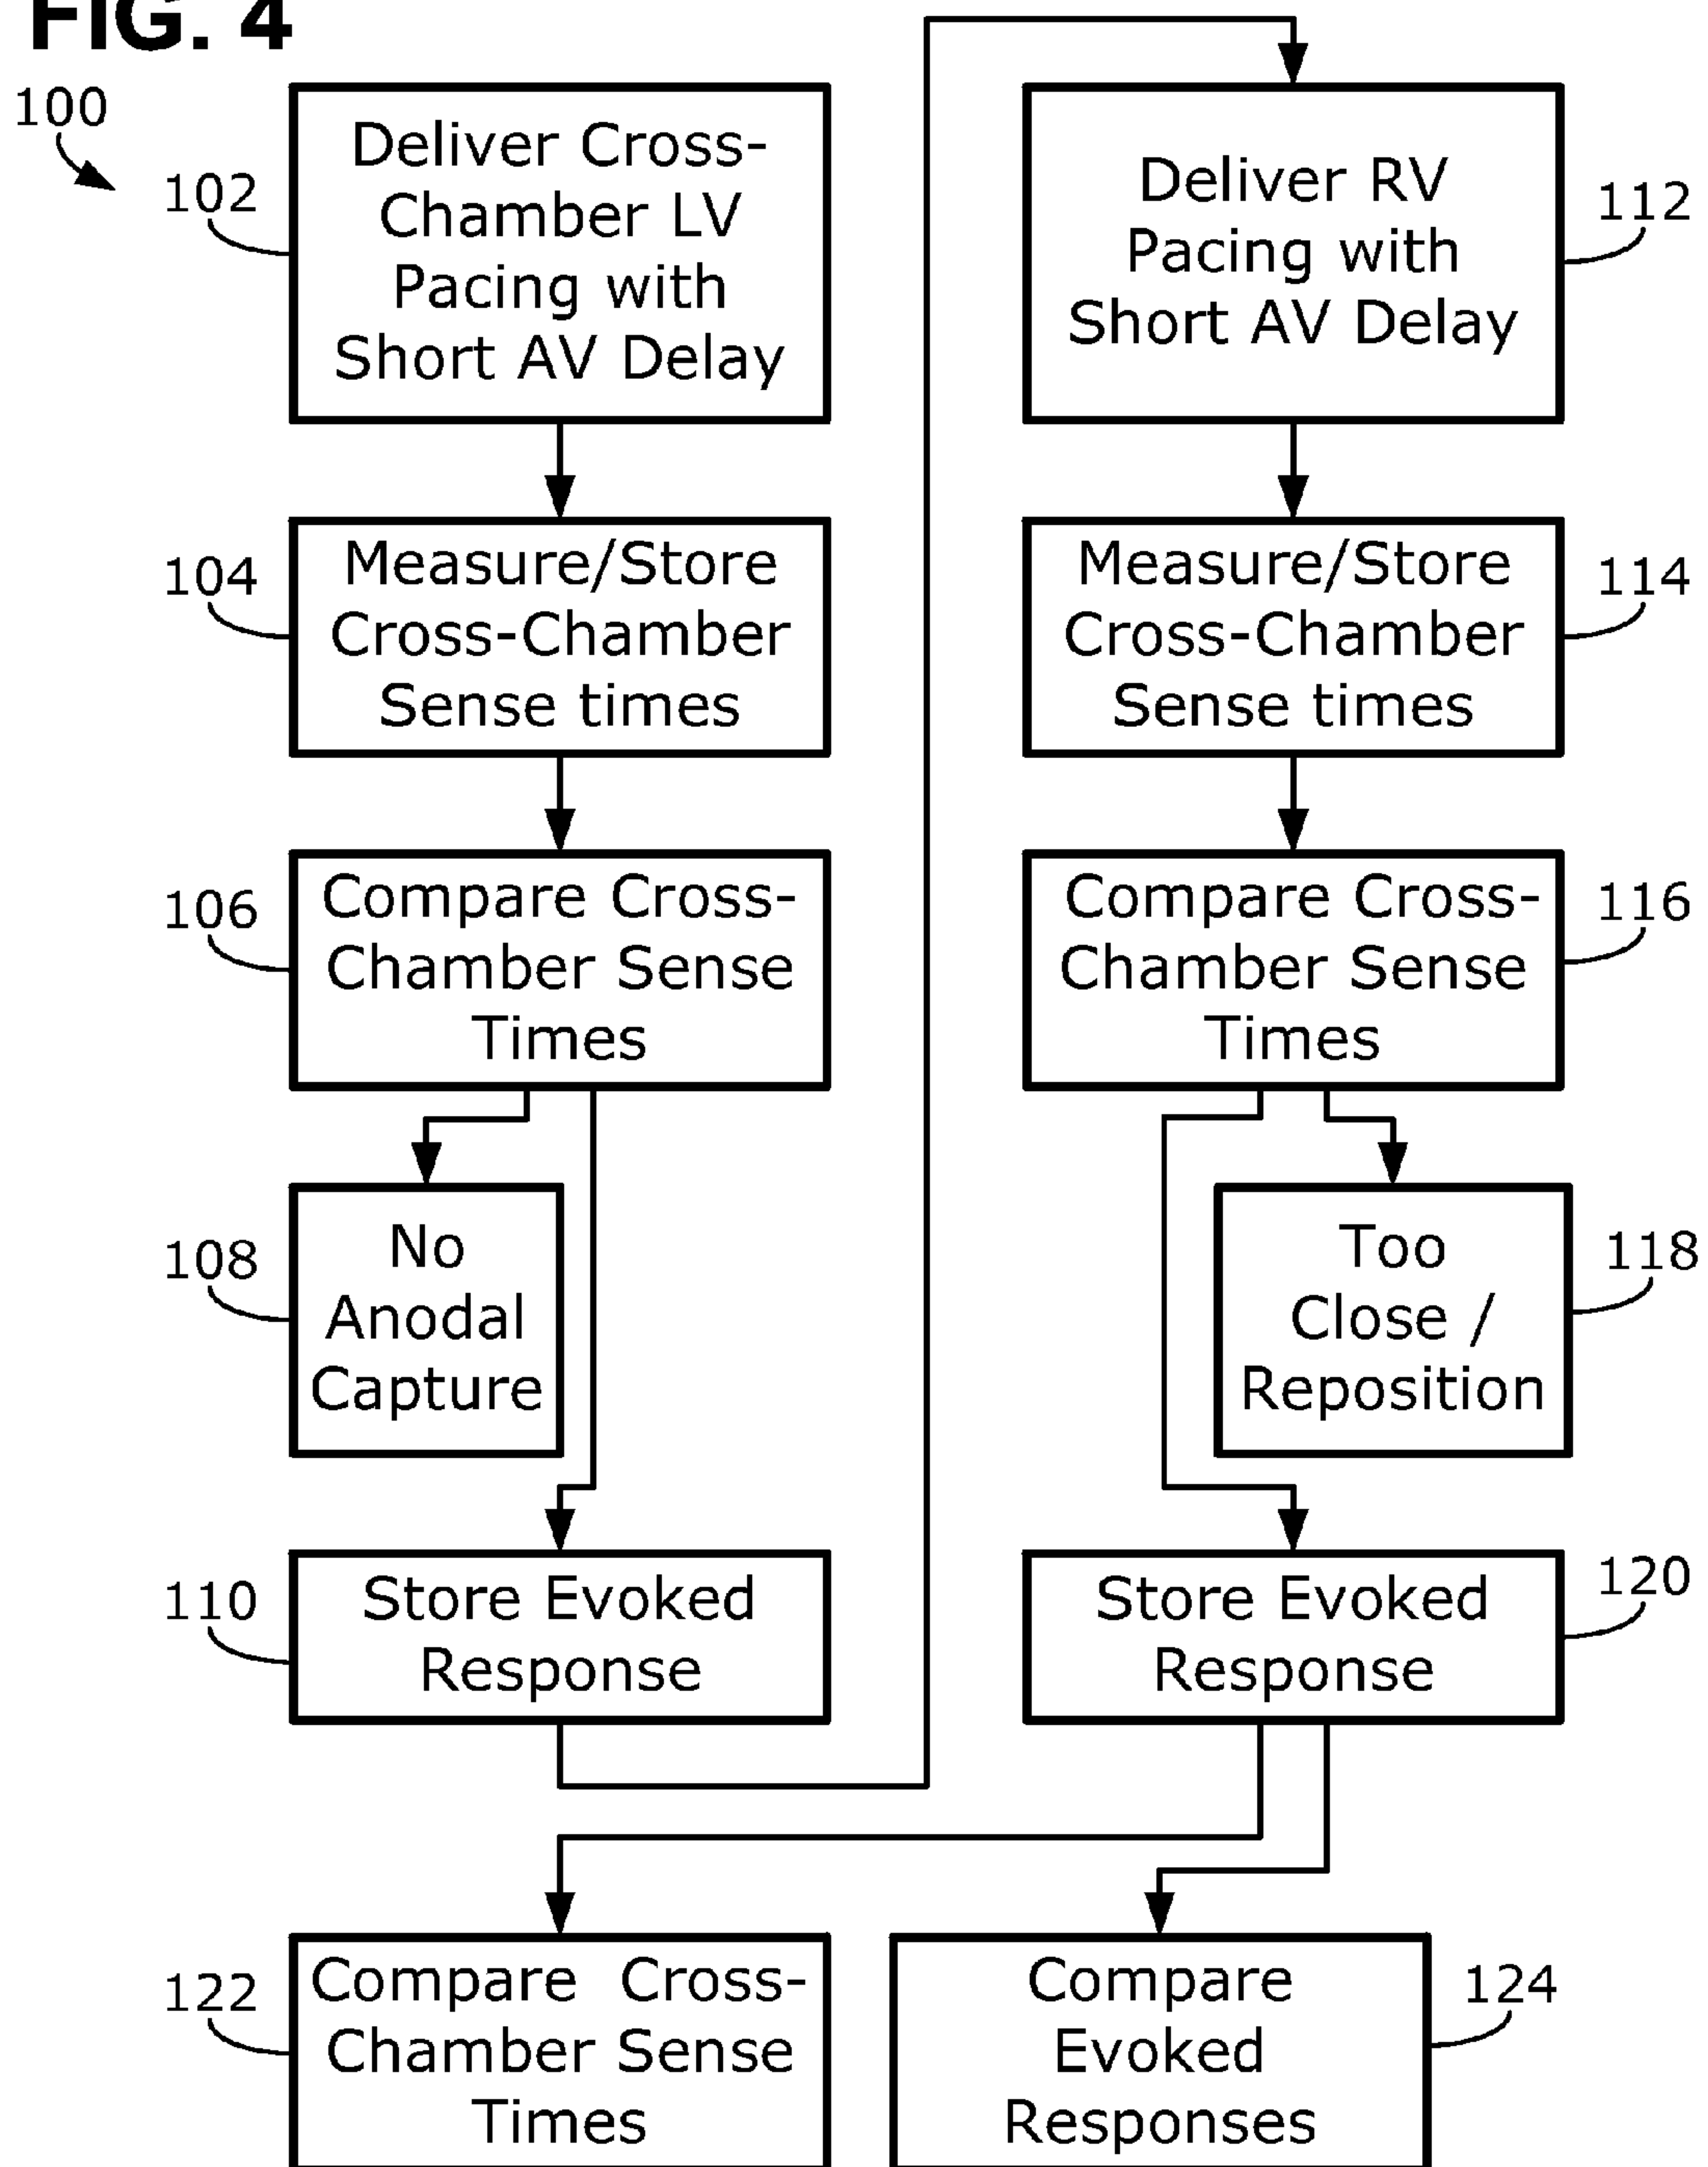 FIG. 4
100
102
Deliver Cross-
Chamber LV
Pacing with
Short AV Delay
104
Measure/Store
Cross-Chamber
Sense times
106
Compare Cross-
Chamber Sense
Times
108
No
Anodal
Capture
110
Store Evoked
Response
112
Deliver RV
Pacing with
Short AV Delay
114
Measure/Store
Cross-Chamber
Sense times
116
Compare Cross-
Chamber Sense
Times
118
Too
Close /
Reposition
120
Store Evoked
Response
122
Compare Cross-
Chamber Sense
Times
124
Compare
Evoked
Responses